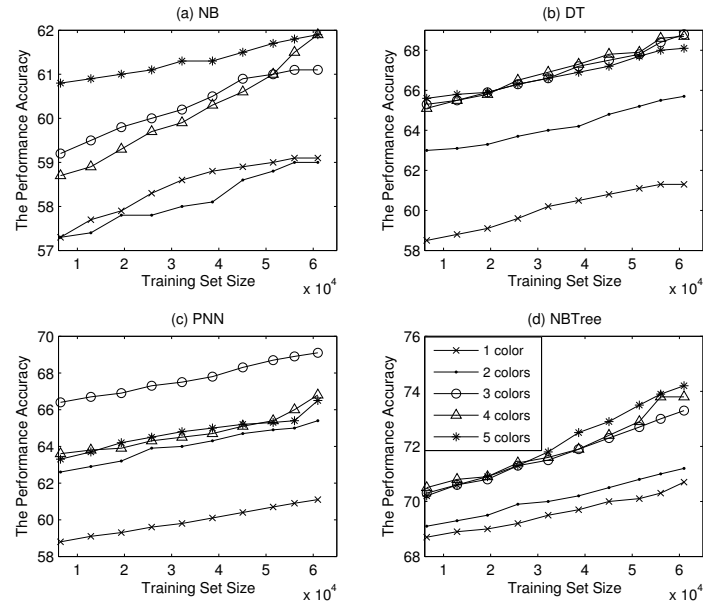 (a) NB
62
61
60
59
58
57
The Performance Accuracy
1 2 3 4 5 6
Training Set Size
x 10^4
(b) DT
68
66
64
62
60
58
The Performance Accuracy
1 2 3 4 5 6
Training Set Size
x 10^4
(c) PNN
70
68
66
64
62
60
58
The Performance Accuracy
1 2 3 4 5 6
Training Set Size
x 10^4
(d) NBTree
76
74
72
70
68
The Performance Accuracy
1 color
2 colors
3 colors
4 colors
5 colors
1 2 3 4 5 6
Training Set Size
x 10^4